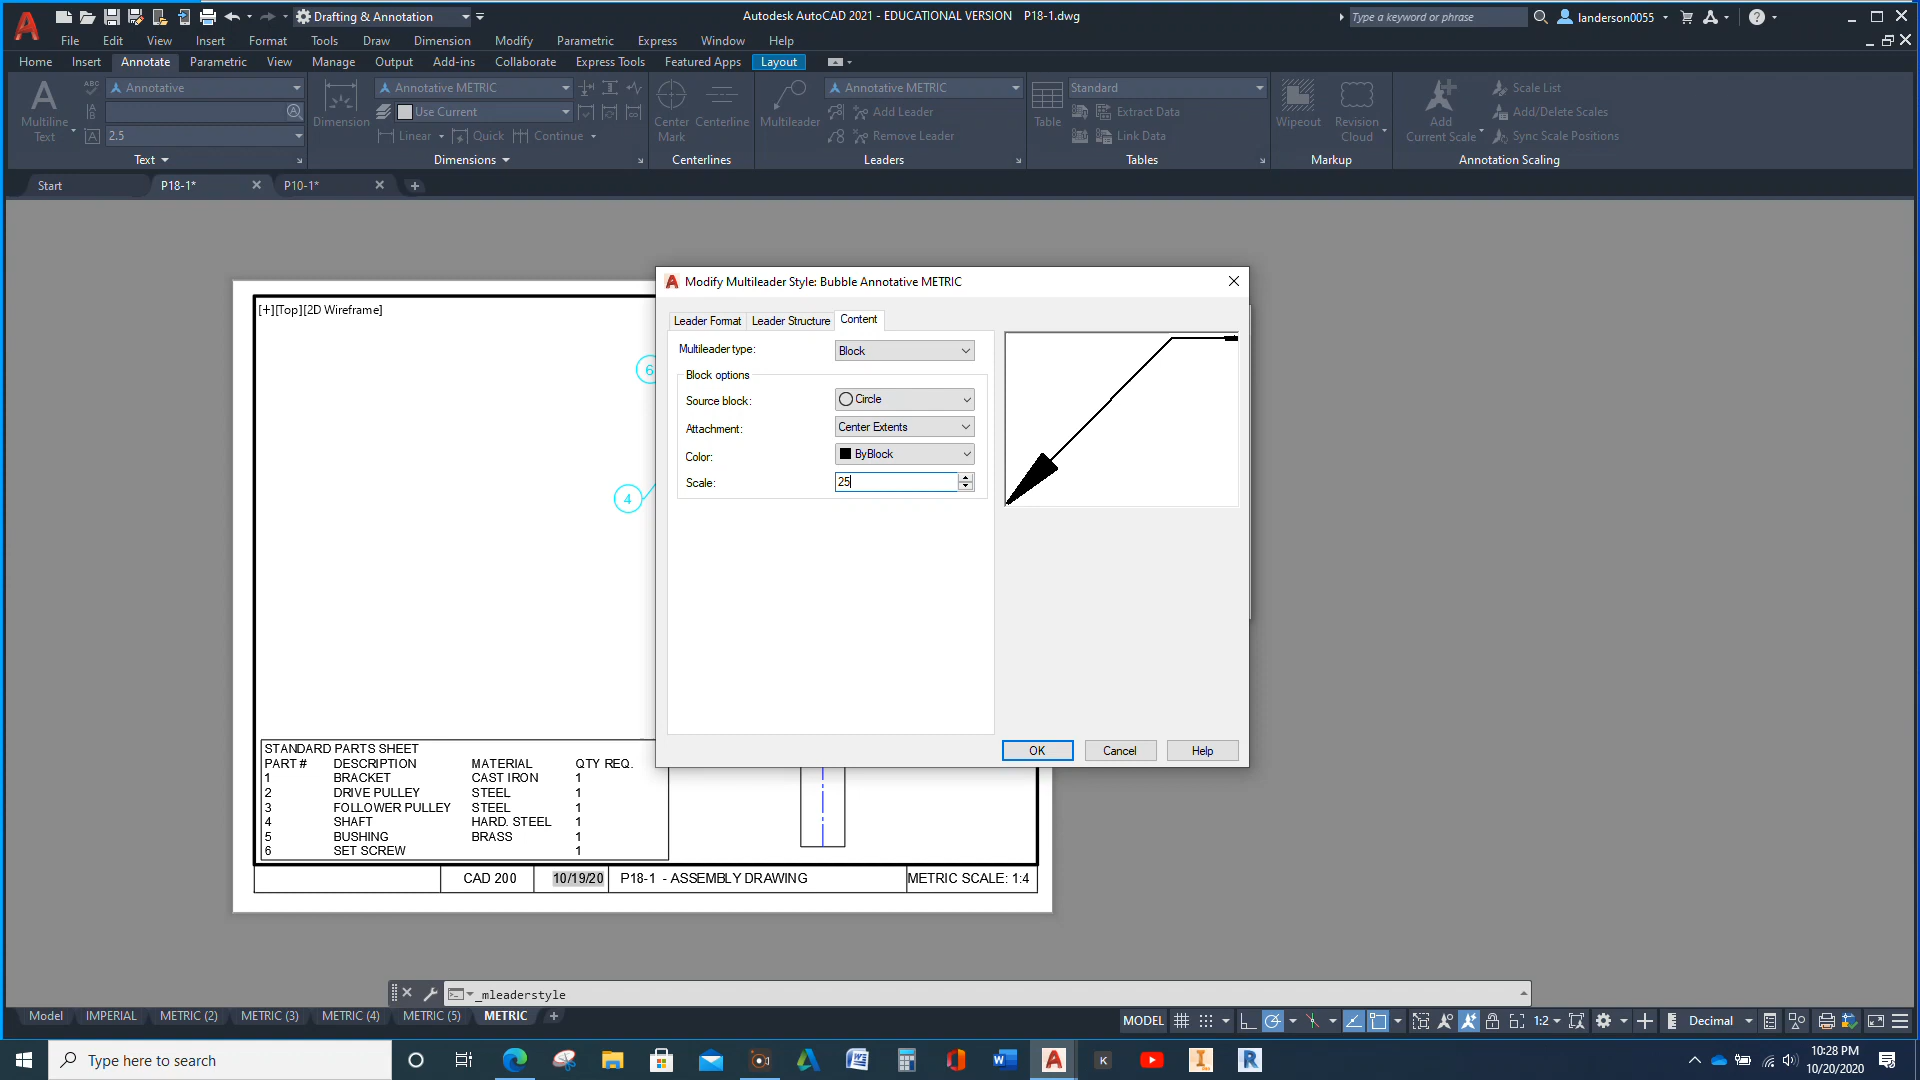 Drafting & Annotation
Autodesk AutoCAD 2021 - EDUCATIONAL VERSION P18-1.dwg
Type a keyword or phrase
landerson0055
File Edit View Insert Format Tools Draw Dimension Modify Parametric Express Window Help
Home Insert Annotate Parametric View Manage Output Add-ins Collaborate Express Tools Featured Apps Layout
Multiline Text
ABC
Annotative
2.5
Text
Dimension
Annotative METRIC
Use Current
Linear Quick Continue
Dimensions
Center Mark
Centerline
Centerlines
Multileader
Annotative METRIC
Add Leader
Remove Leader
Leaders
Table
Standard
Extract Data
Link Data
Tables
Wipeout
Revision Cloud
Markup
Add Current Scale
Scale List
Add/Delete Scales
Sync Scale Positions
Annotation Scaling
Start P18-1* P10-1*
[+][Top][2D Wireframe]
6
4
Modify Multileader Style: Bubble Annotative METRIC
Leader Format Leader Structure Content
Multileader type: Block
Block options
Source block: Circle
Attachment: Center Extents
Color: ByBlock
Scale: 25
OK Cancel Help
STANDARD PARTS SHEET
PART # DESCRIPTION MATERIAL QTY REQ.
1 BRACKET CAST IRON 1
2 DRIVE PULLEY STEEL 1
3 FOLLOWER PULLEY STEEL 1
4 SHAFT HARD. STEEL 1
5 BUSHING BRASS 1
6 SET SCREW 1
CAD 200 10/19/20 P18-1 - ASSEMBLY DRAWING METRIC SCALE: 1:4
_mleaderstyle
Model IMPERIAL METRIC (2) METRIC (3) METRIC (4) METRIC (5) METRIC
MODEL 1:2 Decimal
Type here to search
10:28 PM
10/20/2020